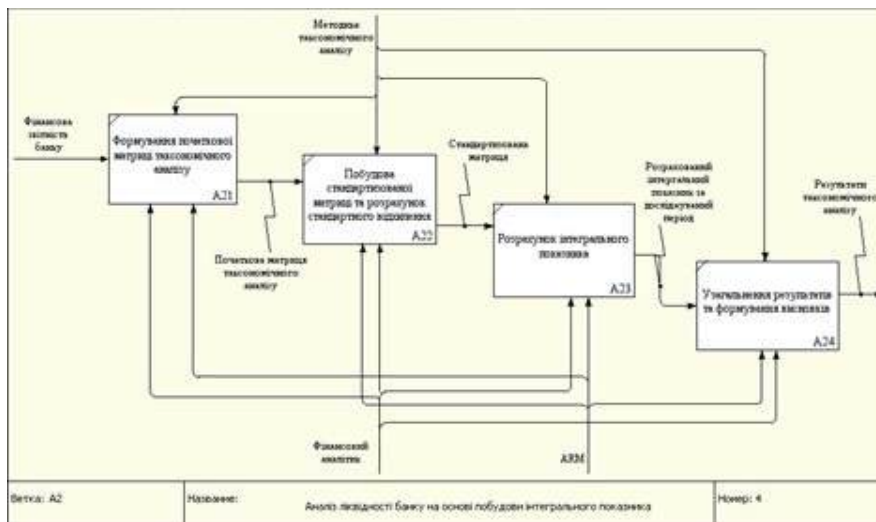 Методика
таксономічного
аналізу
Фінансова
звітність
банку
Формування початкової
матриці таксономічного
аналізу
A21
Початкова матриця
таксономічного
аналізу
Побудова
стандартизованої
матриці та розрахунок
стандартного відхилення
A22
Стандартизована
матриця
Розрахунок інтегрального
показника
A23
Розрахований
інтегральний
показник за
досліджуваний
період
Узагальнення результатів
та формування висновків
A24
Результати
таксономічного
аналізу
Фінансовий
аналітик
ARM
Ветка: A2
Название:
Аналіз ліквідності банку на основі побудови інтегрального показника
Номер: 4